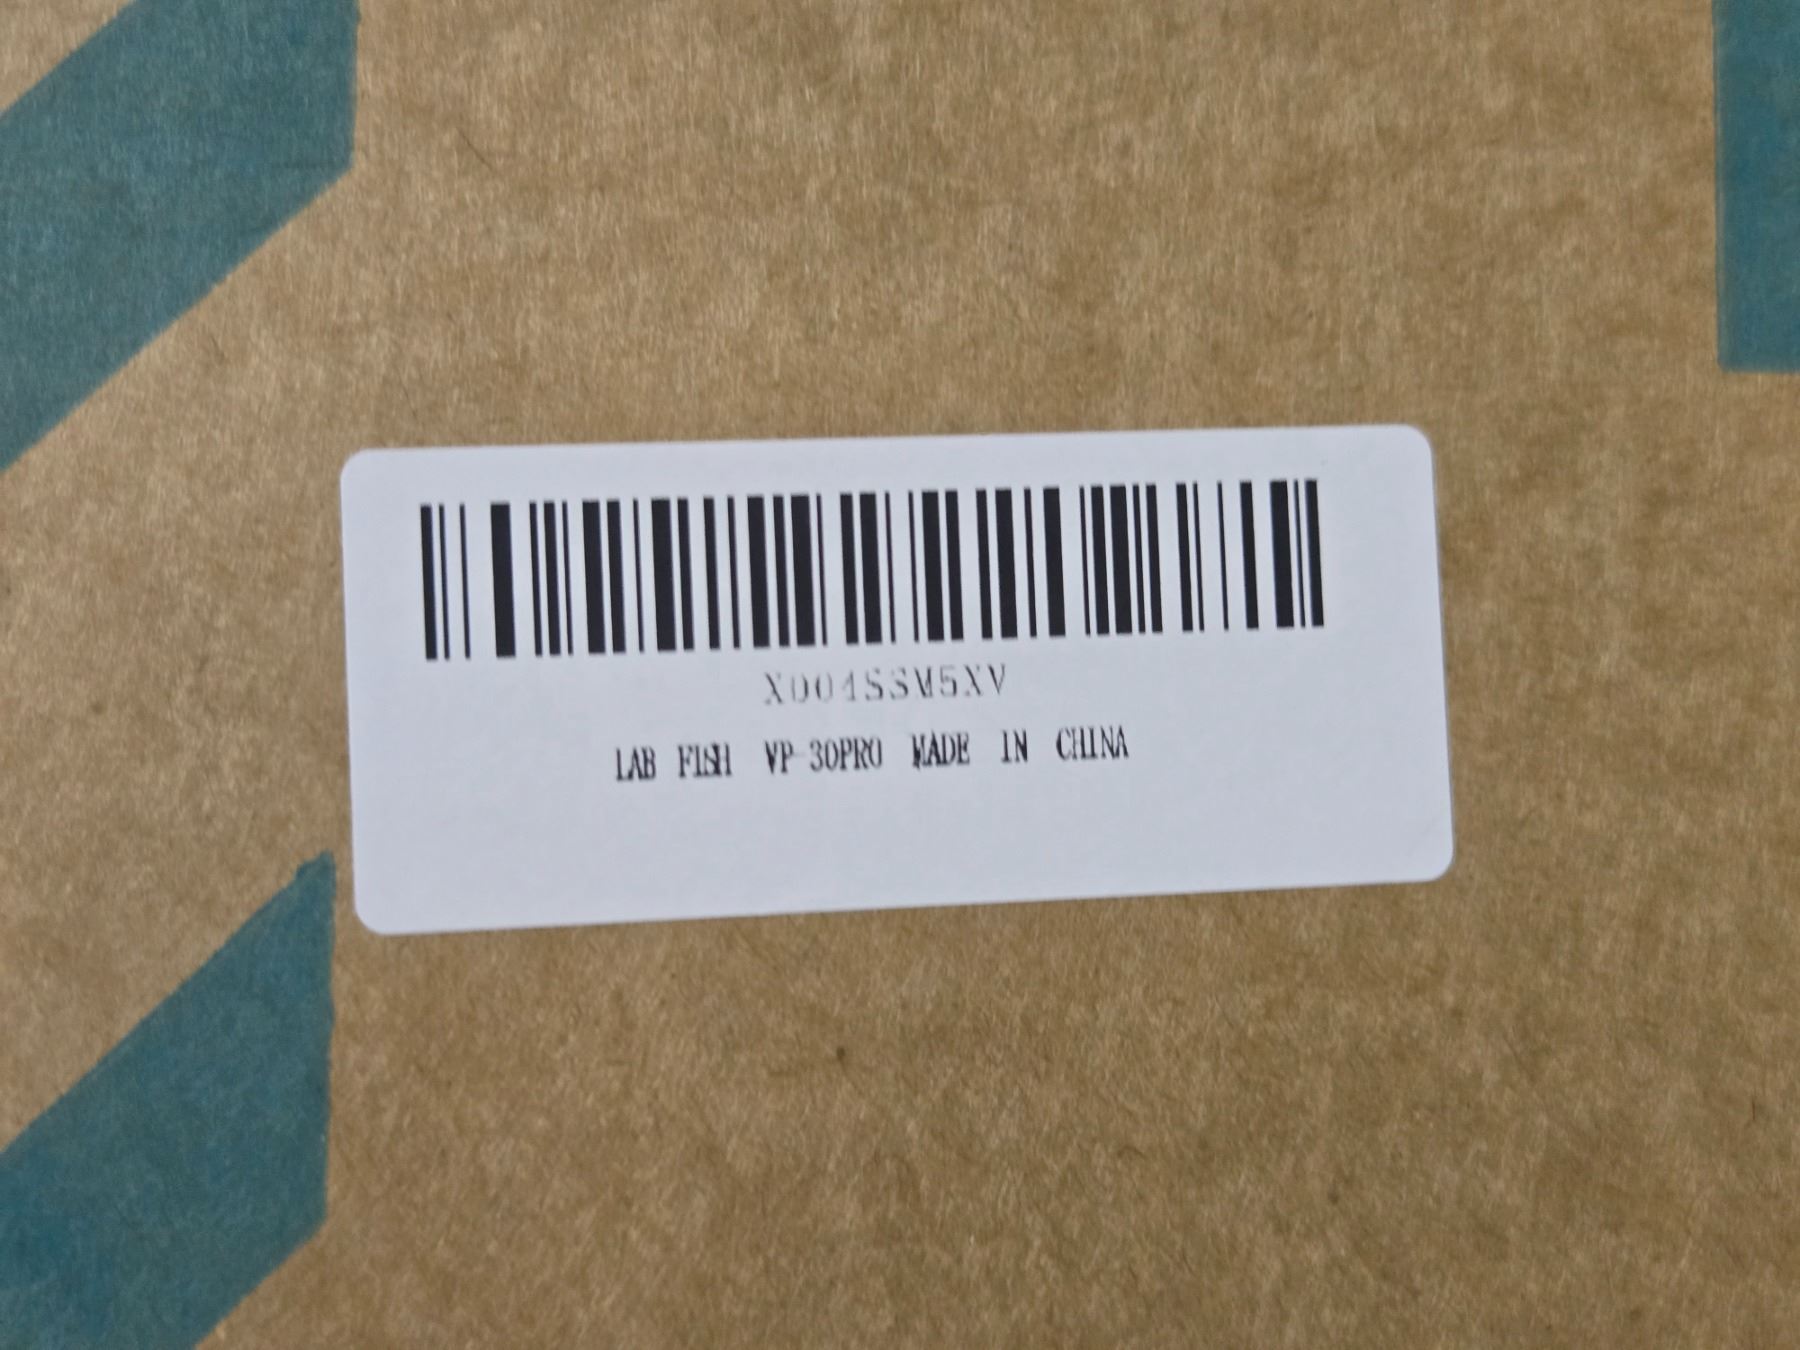 X004SSM5XV
LAB FISH VP-30PRO MADE IN CHINA